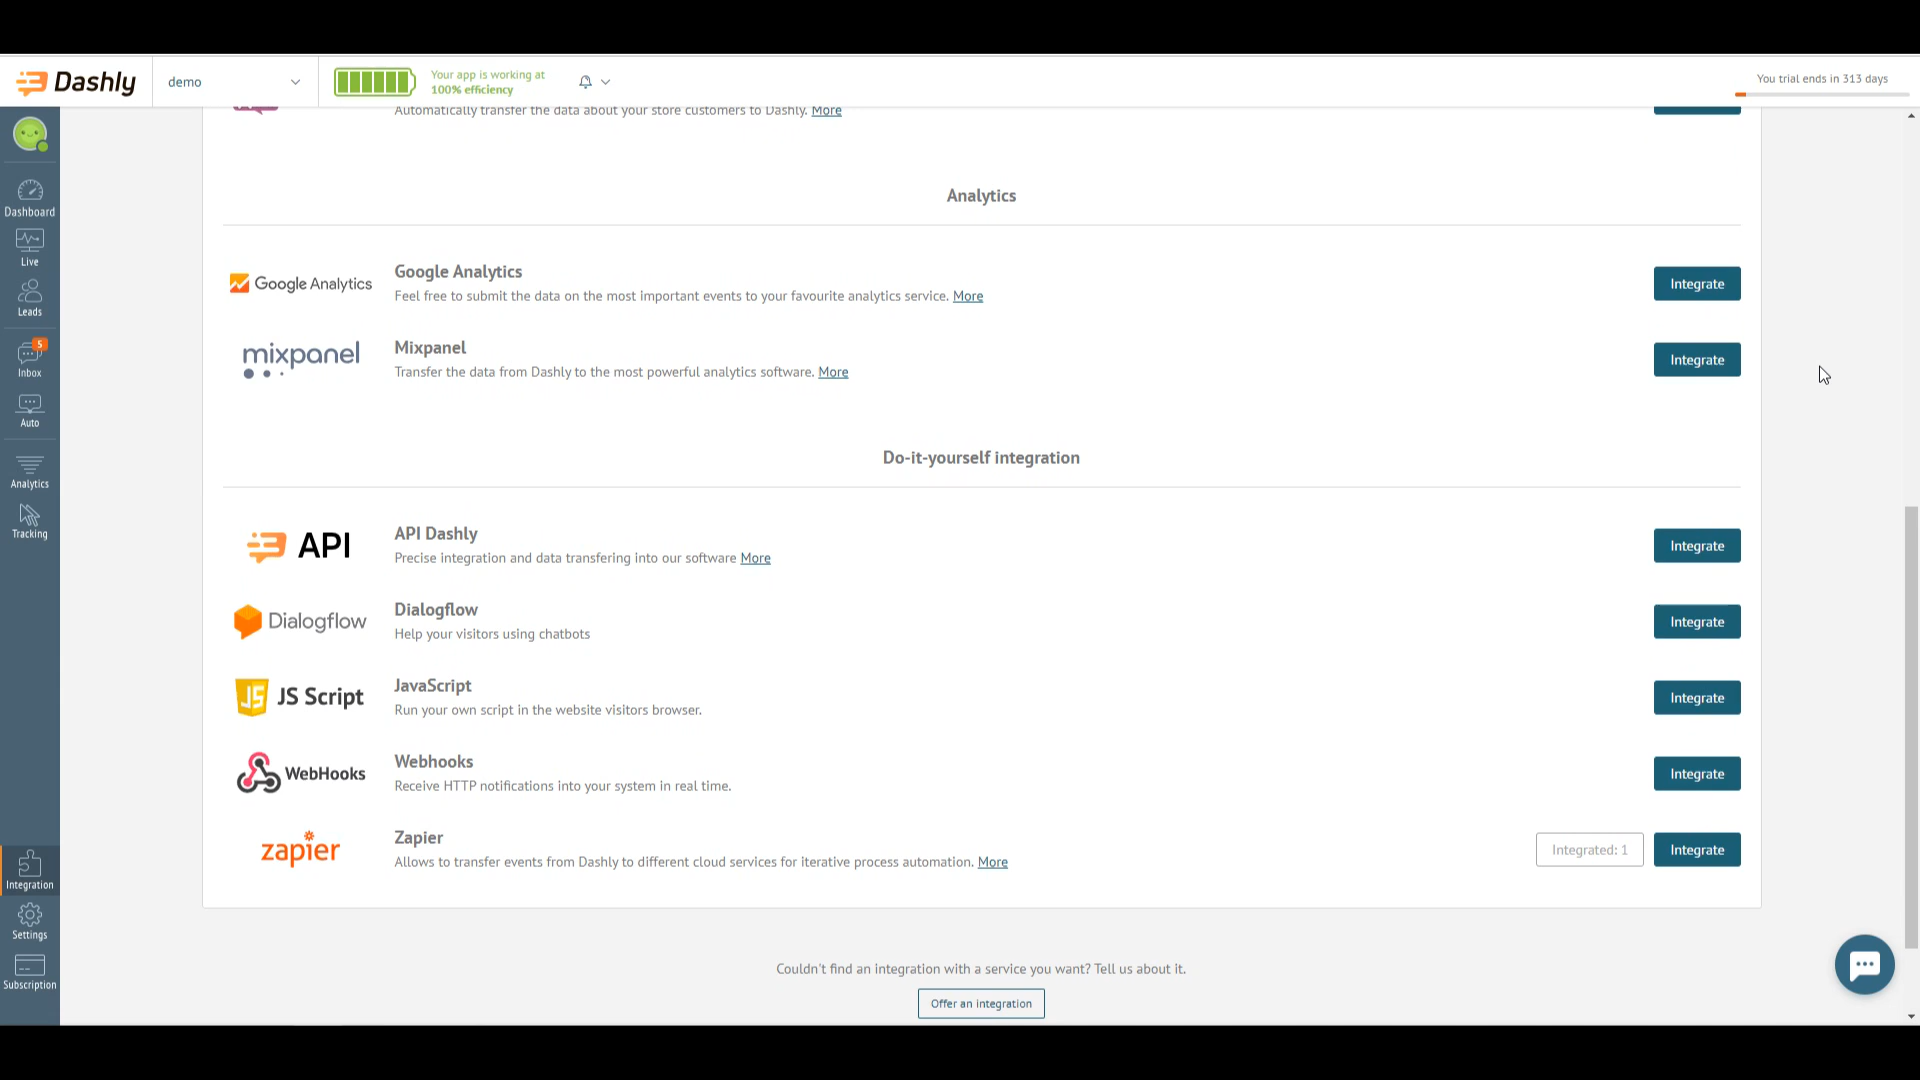 Dashly
demo
Your app is working at
100% efficiency
You trial ends in 313 days
Automatically transfer the data about your store customers to Dashly. More
Dashboard
Live
Leads
5
Inbox
Auto
Analytics
Tracking
Integration
Settings
Subscription
Analytics
Google Analytics
Google Analytics
Feel free to submit the data on the most important events to your favourite analytics service. More
Integrate
mixpanel
Mixpanel
Transfer the data from Dashly to the most powerful analytics software. More
Integrate
Do-it-yourself integration
API
API Dashly
Precise integration and data transfering into our software More
Integrate
Dialogflow
Dialogflow
Help your visitors using chatbots
Integrate
JS JS Script
JavaScript
Run your own script in the website visitors browser.
Integrate
WebHooks
Webhooks
Receive HTTP notifications into your system in real time.
Integrate
zapier
Zapier
Allows to transfer events from Dashly to different cloud services for iterative process automation. More
Integrated: 1
Integrate
Couldn't find an integration with a service you want? Tell us about it.
Offer an integration